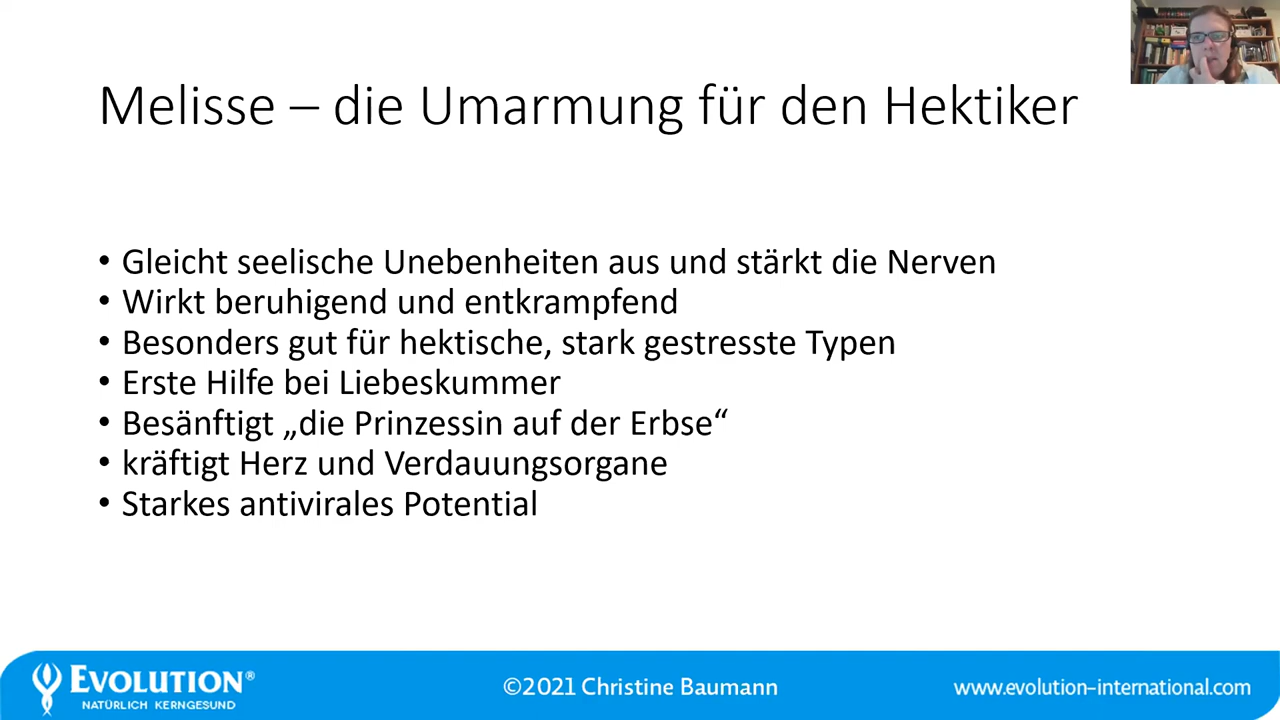 Melisse – die Umarmung für den Hektiker
• Gleicht seelische Unebenheiten aus und stärkt die Nerven
• Wirkt beruhigend und entkrampfend
• Besonders gut für hektische, stark gestresste Typen
• Erste Hilfe bei Liebeskummer
• Besänftigt „die Prinzessin auf der Erbse“
• kräftigt Herz und Verdauungsorgane
• Starkes antivirales Potential
EVOLUTION®
NATÜRLICH KERNGESUND
©2021 Christine Baumann
www.evolution-international.com